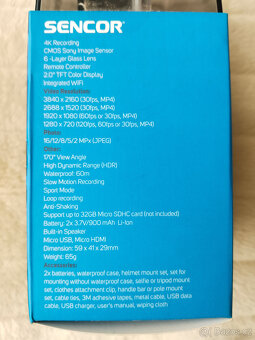 SENCOR®
4K Recording
CMOS Sony Image Sensor
6 -Layer Glass Lens
Remote Controller
2.0" TFT Color Display
Integrated WiFi
Video Resolution:
3840 x 2160 (30fps, MP4)
2688 x 1520 (30fps, MP4)
1920 x 1080 (60fps or 30fps, MP4)
1280 x 720 (120fps, 60fps or 30fps, MP4)
Photo:
16/12/8/5/2 MPx (JPEG)
Other:
170° View Angle
High Dynamic Range (HDR)
Waterproof: 60m
Slow Motion Recording
Sport Mode
Loop recording
Anti-Shaking
Support up to 32GB Micro SDHC card (not included)
Battery: 2x 3.7V/900 mAh Li-Ion
Built-in Speaker
Micro USB, Micro HDMI
Dimension: 59 x 41 x 29mm
Weight: 65g
Accessories:
2x batteries, waterproof case, helmet mount set, set for
mounting without waterproof case, selfie or tripod mount
set, clothes attachment clip, handle bar or pole mount
set, cable ties, 3M adhesive tapes, metal cable, USB data
cable, USB charger, user's manual, wiping cloth